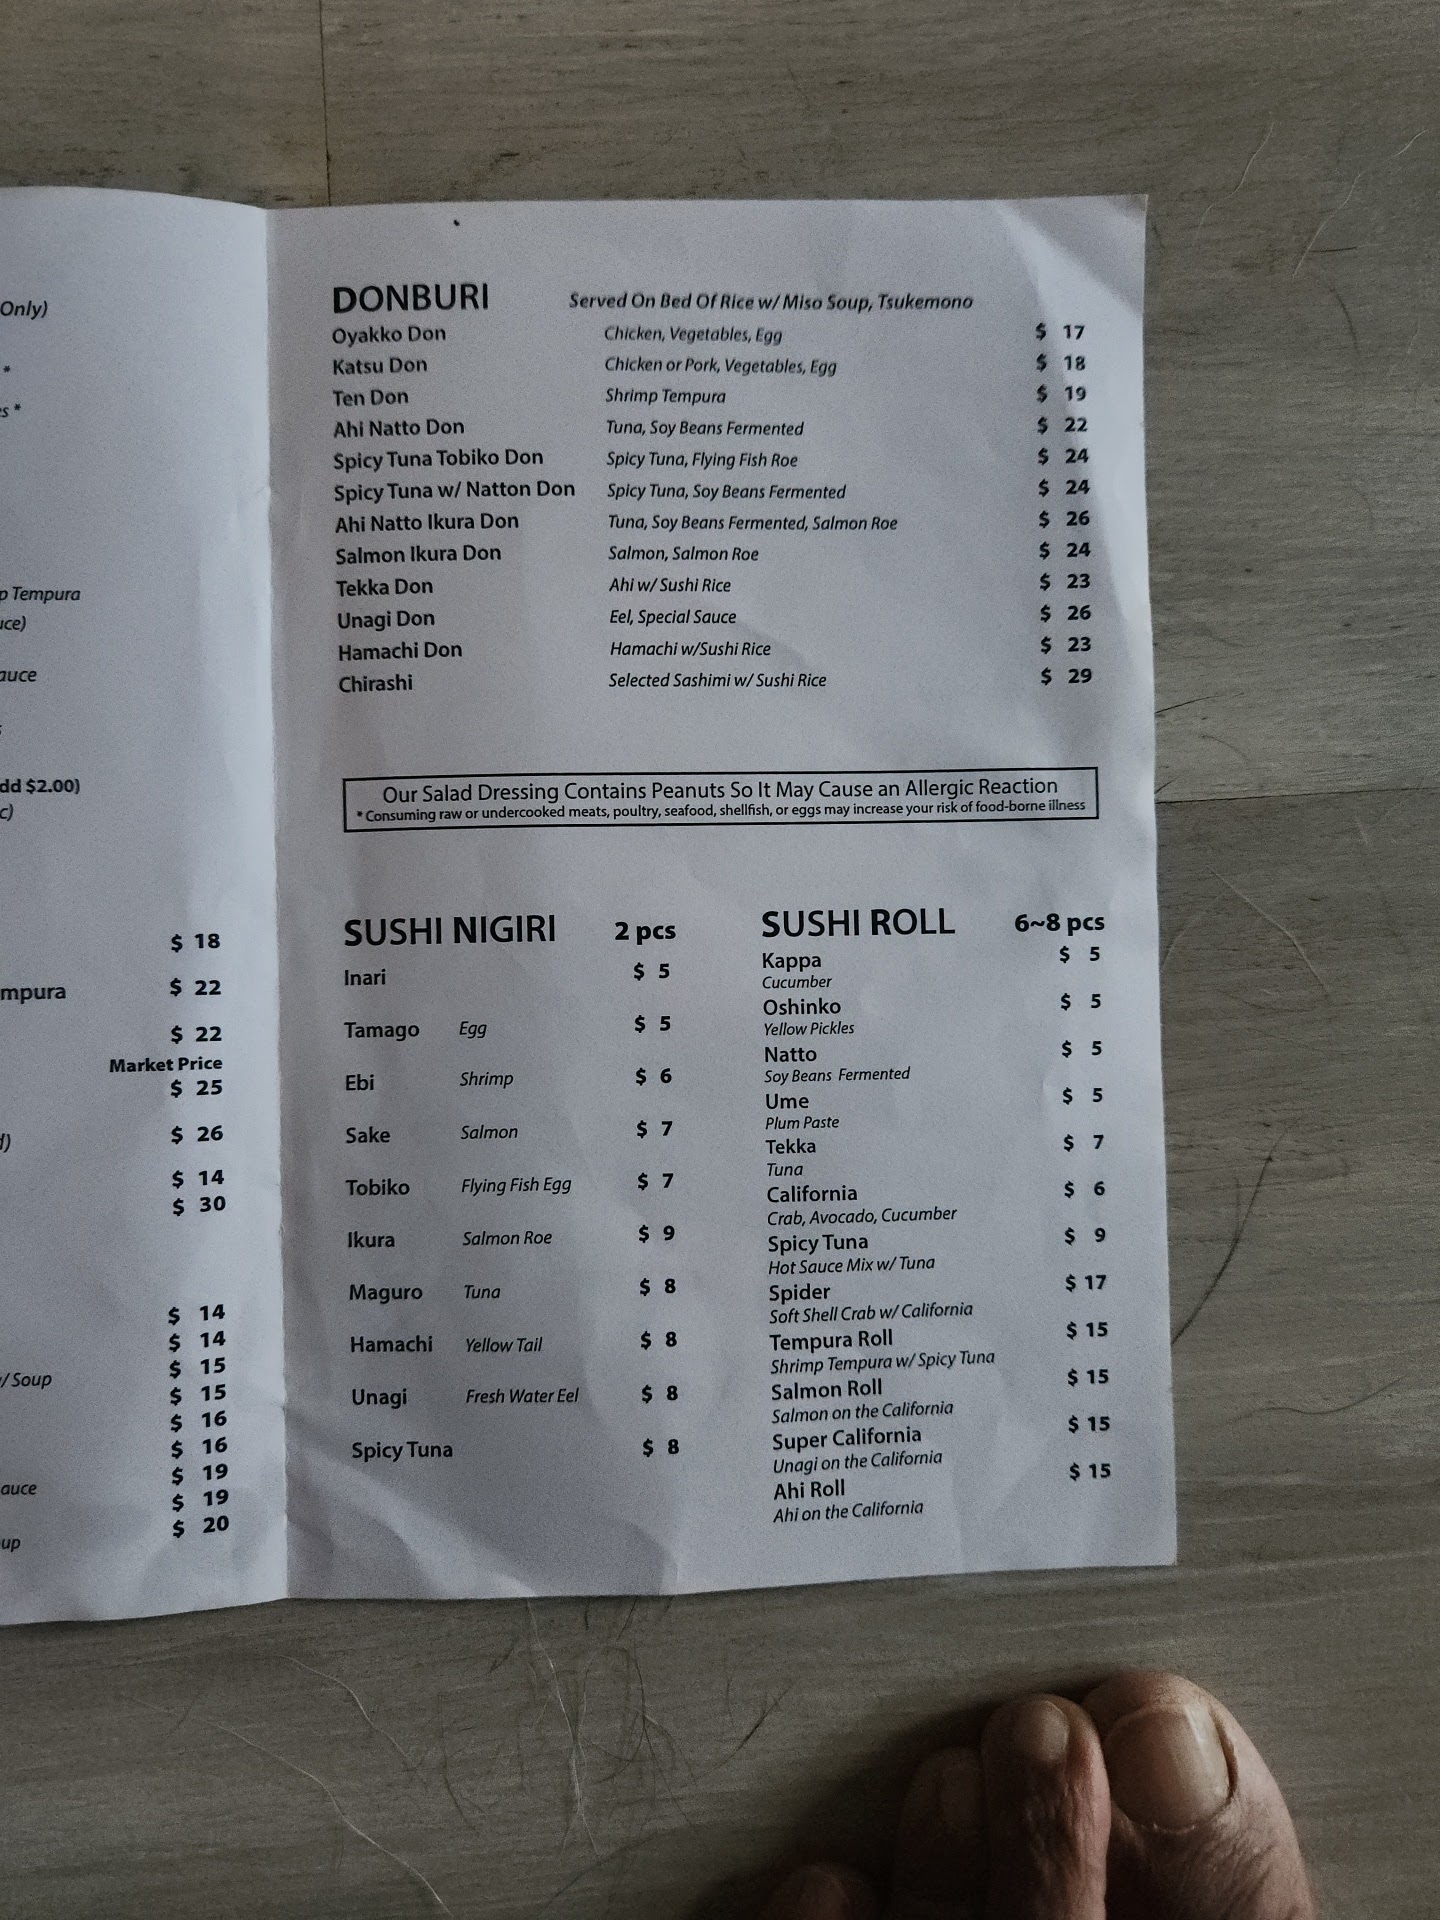 Only)
*
es *
p Tempura
uce)
auce
s
dd $2.00)
c)
$ 18
mpura $ 22
$ 22
Market Price
$ 25
$ 26
$ 14
$ 30
$ 14
$ 14
$ 15
/ Soup $ 15
$ 16
$ 16
$ 19
auce $ 19
$ 20
up
DONBURI Served On Bed Of Rice w/ Miso Soup, Tsukemono
Oyakko Don Chicken, Vegetables, Egg $ 17
Katsu Don Chicken or Pork, Vegetables, Egg $ 18
Ten Don Shrimp Tempura $ 19
Ahi Natto Don Tuna, Soy Beans Fermented $ 22
Spicy Tuna Tobiko Don Spicy Tuna, Flying Fish Roe $ 24
Spicy Tuna w/ Natton Don Spicy Tuna, Soy Beans Fermented $ 24
Ahi Natto Ikura Don Tuna, Soy Beans Fermented, Salmon Roe $ 26
Salmon Ikura Don Salmon, Salmon Roe $ 24
Tekka Don Ahi w/ Sushi Rice $ 23
Unagi Don Eel, Special Sauce $ 26
Hamachi Don Hamachi w/Sushi Rice $ 23
Chirashi Selected Sashimi w/ Sushi Rice $ 29
Our Salad Dressing Contains Peanuts So It May Cause an Allergic Reaction
* Consuming raw or undercooked meats, poultry, seafood, shellfish, or eggs may increase your risk of food-borne illness
SUSHI NIGIRI 2 pcs
Inari $ 5
Tamago Egg $ 5
Ebi Shrimp $ 6
Sake Salmon $ 7
Tobiko Flying Fish Egg $ 7
Ikura Salmon Roe $ 9
Maguro Tuna $ 8
Hamachi Yellow Tail $ 8
Unagi Fresh Water Eel $ 8
Spicy Tuna $ 8
SUSHI ROLL 6~8 pcs
Kappa $ 5
Cucumber
Oshinko $ 5
Yellow Pickles
Natto $ 5
Soy Beans Fermented
Ume $ 5
Plum Paste
Tekka $ 7
Tuna
California $ 6
Crab, Avocado, Cucumber
Spicy Tuna $ 9
Hot Sauce Mix w/ Tuna
Spider $ 17
Soft Shell Crab w/ California
Tempura Roll $ 15
Shrimp Tempura w/ Spicy Tuna
Salmon Roll $ 15
Salmon on the California
Super California $ 15
Unagi on the California
Ahi Roll $ 15
Ahi on the California